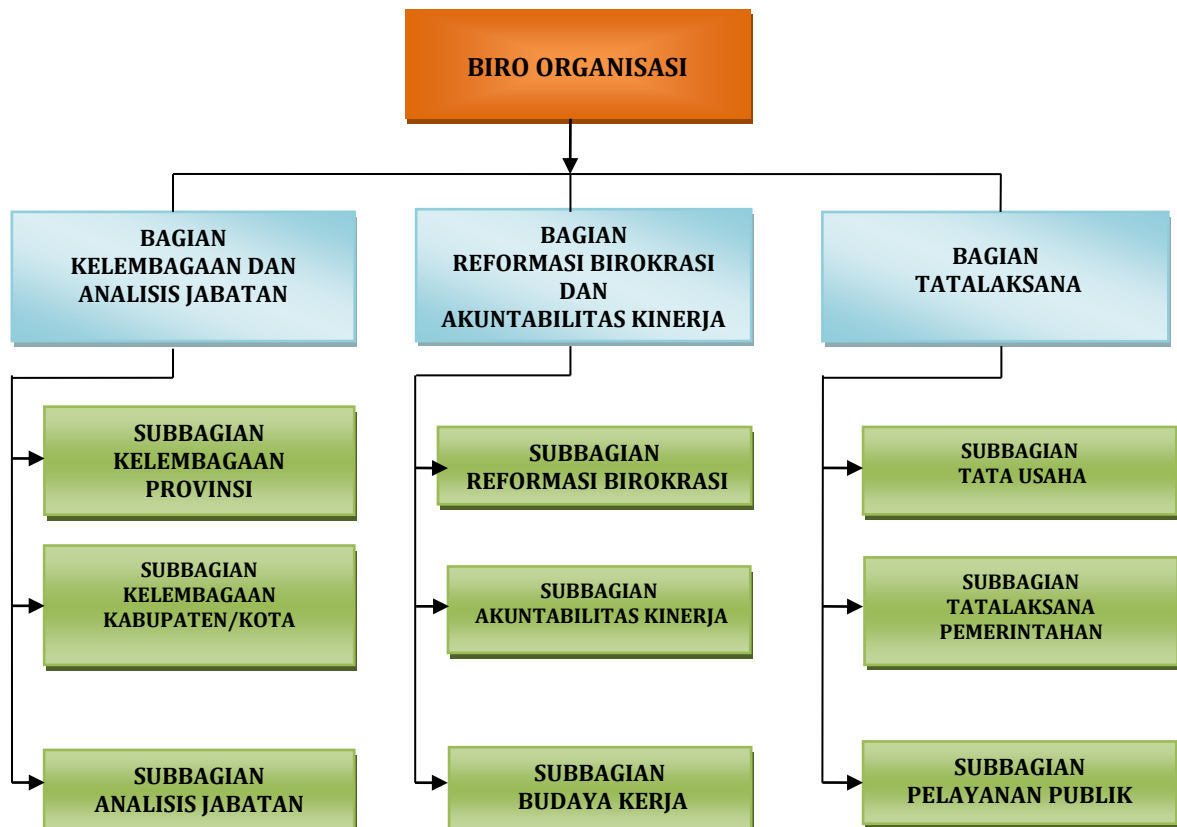 BIRO ORGANISASI
BAGIAN
KELEMBAGAAN DAN
ANALISIS JABATAN
BAGIAN
REFORMASI BIROKRASI
DAN
AKUNTABILITAS KINERJA
BAGIAN
TATALAKSANA
SUBBAGIAN
KELEMBAGAAN
PROVINSI
SUBBAGIAN
REFORMASI BIROKRASI
SUBBAGIAN
TATA USAHA
SUBBAGIAN
KELEMBAGAAN
KABUPATEN/KOTA
SUBBAGIAN
AKUNTABILITAS KINERJA
SUBBAGIAN
TATALAKSANA
PEMERINTAHAN
SUBBAGIAN
ANALISIS JABATAN
SUBBAGIAN
BUDAYA KERJA
SUBBAGIAN
PELAYANAN PUBLIK